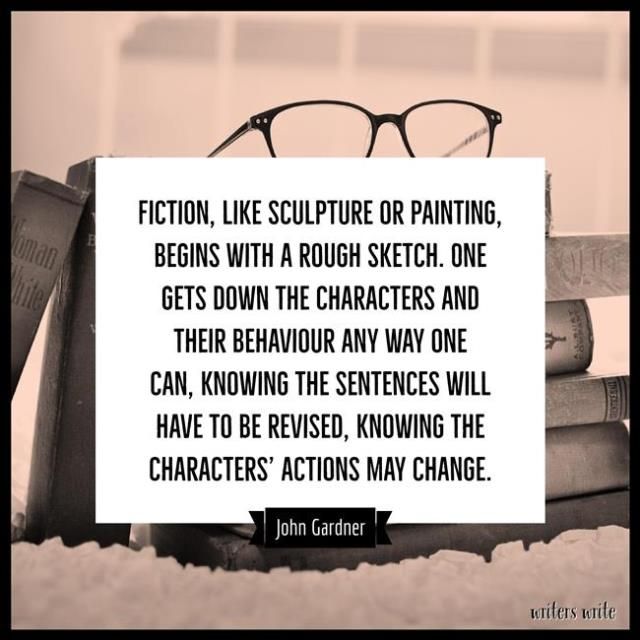 FICTION, LIKE SCULPTURE OR PAINTING,
BEGINS WITH A ROUGH SKETCH. ONE
GETS DOWN THE CHARACTERS AND
THEIR BEHAVIOUR ANY WAY ONE
CAN, KNOWING THE SENTENCES WILL
HAVE TO BE REVISED, KNOWING THE
CHARACTERS' ACTIONS MAY CHANGE.
John Gardner
writers write